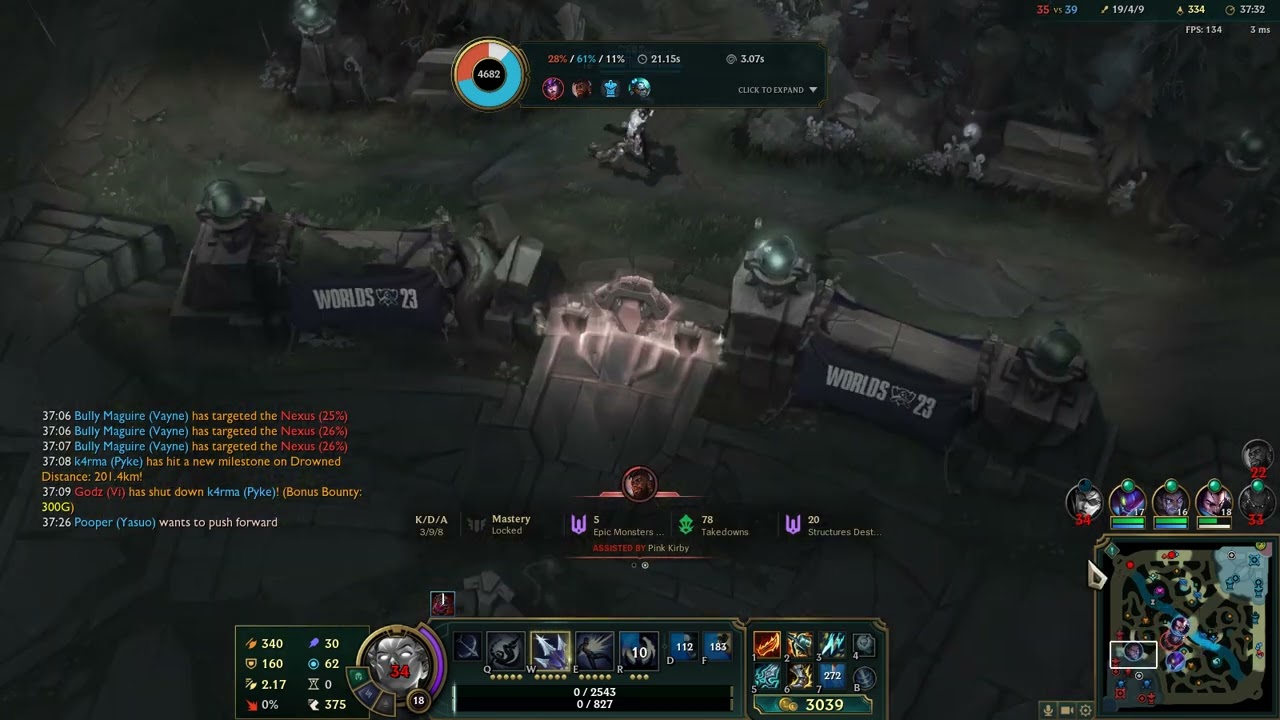 35 vs 39 19/4/9 334 37:32
FPS: 134 3 ms
28% / 61% / 11% 21.15s 3.07s
4682
CLICK TO EXPAND
WORLDS 23
WORLDS 23
37:06 Bully Maguire (Vayne) has targeted the Nexus (25%)
37:06 Bully Maguire (Vayne) has targeted the Nexus (26%)
37:07 Bully Maguire (Vayne) has targeted the Nexus (26%)
37:08 k4rma (Pyke) has hit a new milestone on Drowned
Distance: 201.4km!
37:09 Godz (Vi) has shut down k4rma (Pyke)! (Bonus Bounty:
300G)
37:26 Pooper (Yasuo) wants to push forward
22
34 17 16 18 33
K/D/A Mastery 5 78 20
3/9/8 Locked Epic Monsters ... Takedowns Structures Dest...
ASSISTED BY Pink Kirby
340 30
160 62
2.17 0
0% 375
34
18
Q W E R D F
10 112 183
0 / 2543
0 / 827
1 2 3 4
5 6 7 B
272
3039